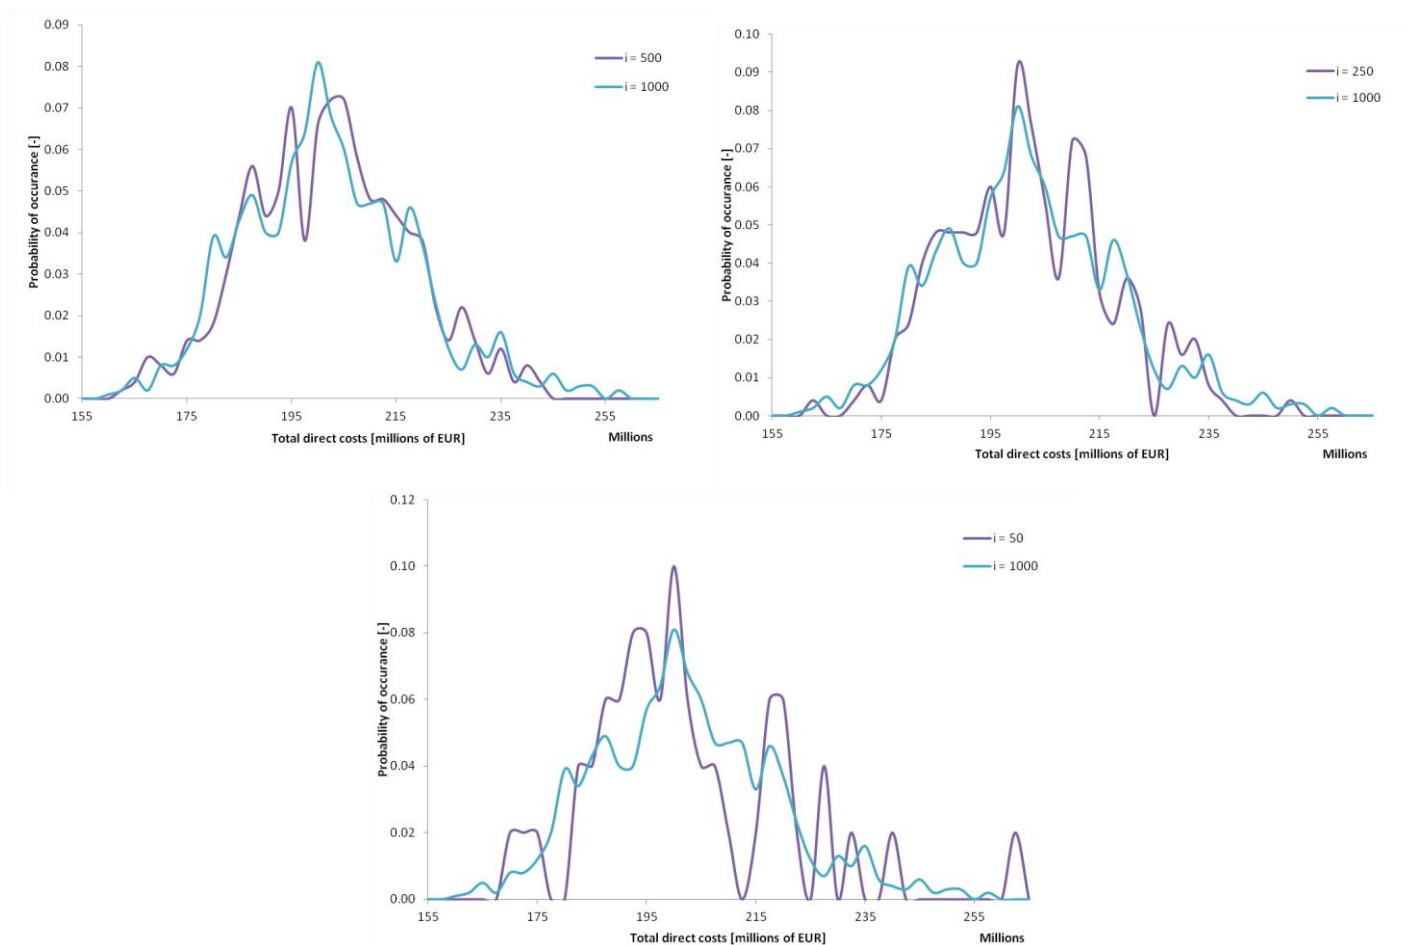 0.09
0.08
0.07
0.06
0.05
0.04
0.03
0.02
0.01
0.00
Probability of occurance [-]
i = 500
i = 1000
155 175 195 215 235 255
Total direct costs [millions of EUR] Millions
0.10
0.09
0.08
0.07
0.06
0.05
0.04
0.03
0.02
0.01
0.00
Probability of occurance [-]
i = 250
i = 1000
155 175 195 215 235 255
Total direct costs [millions of EUR] Millions
0.12
0.10
0.08
0.06
0.04
0.02
0.00
Probability of occurance [-]
i = 50
i = 1000
155 175 195 215 235 255
Total direct costs [millions of EUR] Millions